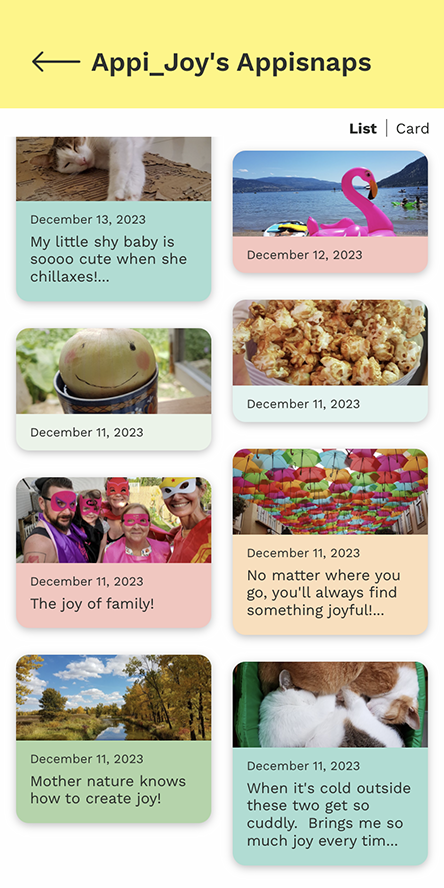 Appi_Joy's Appisnaps
List | Card
December 13, 2023
My little shy baby is
soooo cute when she
chillaxes!...
December 12, 2023
December 11, 2023
December 11, 2023
December 11, 2023
The joy of family!
December 11, 2023
No matter where you
go, you'll always find
something joyful!...
December 11, 2023
Mother nature knows
how to create joy!
December 11, 2023
When it's cold outside
these two get so
cuddly.  Brings me so
much joy every tim...